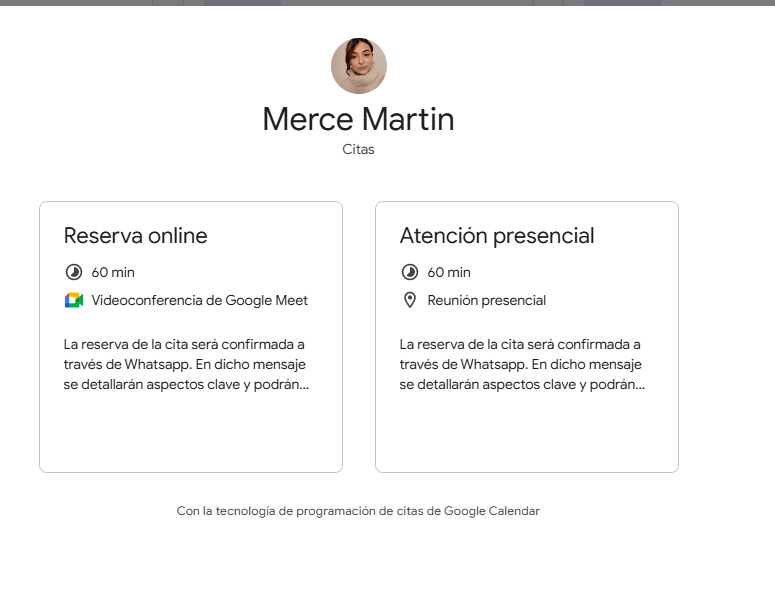 Merce Martin
Citas
Reserva online
60 min
Videoconferencia de Google Meet
La reserva de la cita será confirmada a
través de Whatsapp. En dicho mensaje
se detallarán aspectos clave y podrán...
Atención presencial
60 min
Reunión presencial
La reserva de la cita será confirmada a
través de Whatsapp. En dicho mensaje
se detallarán aspectos clave y podrán...
Con la tecnología de programación de citas de Google Calendar